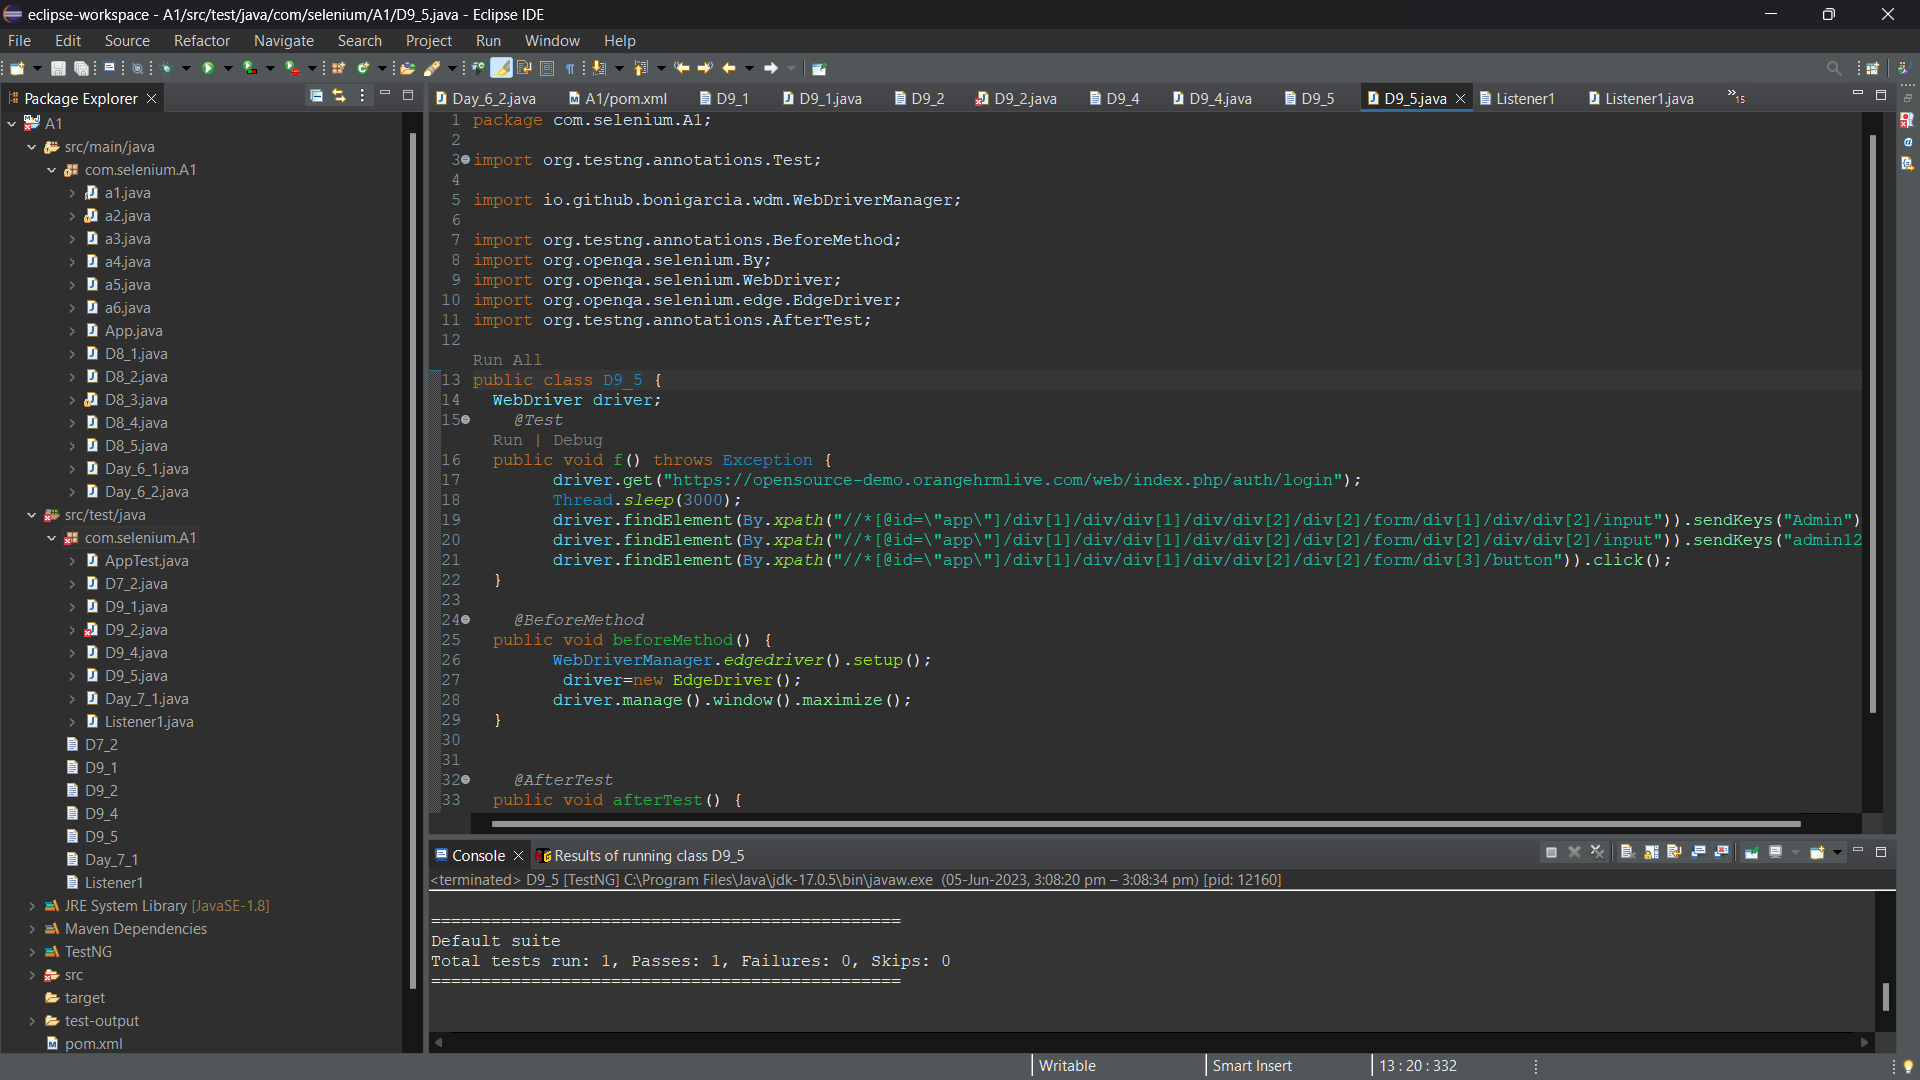 eclipse-workspace - A1/src/test/java/com/selenium/A1/D9_5.java - Eclipse IDE
File Edit Source Refactor Navigate Search Project Run Window Help
Package Explorer
A1
src/main/java
com.selenium.A1
a1.java
a2.java
a3.java
a4.java
a5.java
a6.java
App.java
D8_1.java
D8_2.java
D8_3.java
D8_4.java
D8_5.java
Day_6_1.java
Day_6_2.java
src/test/java
com.selenium.A1
AppTest.java
D7_2.java
D9_1.java
D9_2.java
D9_4.java
D9_5.java
Day_7_1.java
Listener1.java
D7_2
D9_1
D9_2
D9_4
D9_5
Day_7_1
Listener1
JRE System Library [JavaSE-1.8]
Maven Dependencies
TestNG
src
target
test-output
pom.xml
Day_6_2.java A1/pom.xml D9_1 D9_1.java D9_2 D9_2.java D9_4 D9_4.java D9_5 D9_5.java Listener1 Listener1.java »15
1 package com.selenium.A1;
2
3 import org.testng.annotations.Test;
4
5 import io.github.bonigarcia.wdm.WebDriverManager;
6
7 import org.testng.annotations.BeforeMethod;
8 import org.openqa.selenium.By;
9 import org.openqa.selenium.WebDriver;
10 import org.openqa.selenium.edge.EdgeDriver;
11 import org.testng.annotations.AfterTest;
12
Run All
13 public class D9_5 {
14 WebDriver driver;
15 @Test
Run | Debug
16 public void f() throws Exception {
17 driver.get("https://opensource-demo.orangehrmlive.com/web/index.php/auth/login");
18 Thread.sleep(3000);
19 driver.findElement(By.xpath("//*[@id=\"app\"]/div[1]/div/div[1]/div/div[2]/div[2]/form/div[1]/div/div[2]/input")).sendKeys("Admin")
20 driver.findElement(By.xpath("//*[@id=\"app\"]/div[1]/div/div[1]/div/div[2]/div[2]/form/div[2]/div/div[2]/input")).sendKeys("admin12
21 driver.findElement(By.xpath("//*[@id=\"app\"]/div[1]/div/div[1]/div/div[2]/div[2]/form/div[3]/button")).click();
22 }
23
24 @BeforeMethod
25 public void beforeMethod() {
26 WebDriverManager.edgedriver().setup();
27 driver=new EdgeDriver();
28 driver.manage().window().maximize();
29 }
30
31
32 @AfterTest
33 public void afterTest() {
Console Results of running class D9_5
<terminated> D9_5 [TestNG] C:\Program Files\Java\jdk-17.0.5\bin\javaw.exe (05-Jun-2023, 3:08:20 pm – 3:08:34 pm) [pid: 12160]
===============================================
Default suite
Total tests run: 1, Passes: 1, Failures: 0, Skips: 0
===============================================
Writable Smart Insert 13 : 20 : 332